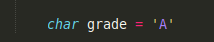 char grade = 'A'